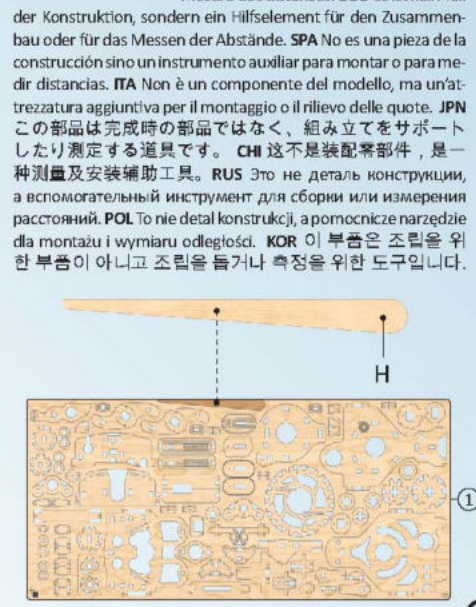 der Konstruktion, sondern ein Hilfselement für den Zusammen-
bau oder für das Messen der Abstände. SPA No es una pieza de la
construcción sino un instrumento auxiliar para montar o para me-
dir distancias. ITA Non è un componente del modello, ma un'at-
trezzatura aggiuntiva per il montaggio o il rilievo delle quote. JPN
この部品は完成時の部品ではなく、組み立てをサポート
したり測定する道具です。 CHI 这不是装配零部件，是一
种测量及安装辅助工具。RUS Это не деталь конструкции,
а вспомогательный инструмент для сборки или измерения
расстояний. POL To nie detal konstrukcji, a pomocnicze narzędzie
dla montażu i wymiaru odległości. KOR 이 부품은 조립을 위
한 부품이 아니고 조립을 돕거나 측정을 위한 도구입니다.
H
1